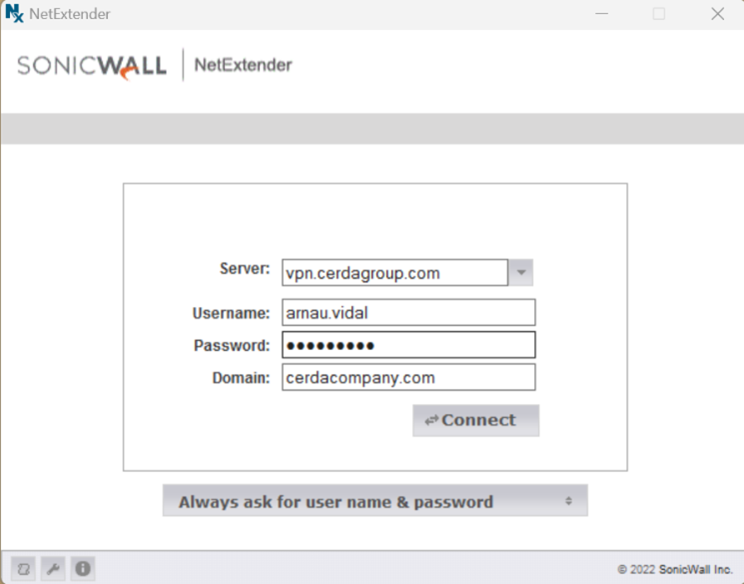 NetExtender
SONICWALL | NetExtender
Server: vpn.cerdagroup.com
Username: arnau.vidal
Password: •••••••••
Domain: cerdacompany.com
Connect
Always ask for user name & password
© 2022 SonicWall Inc.